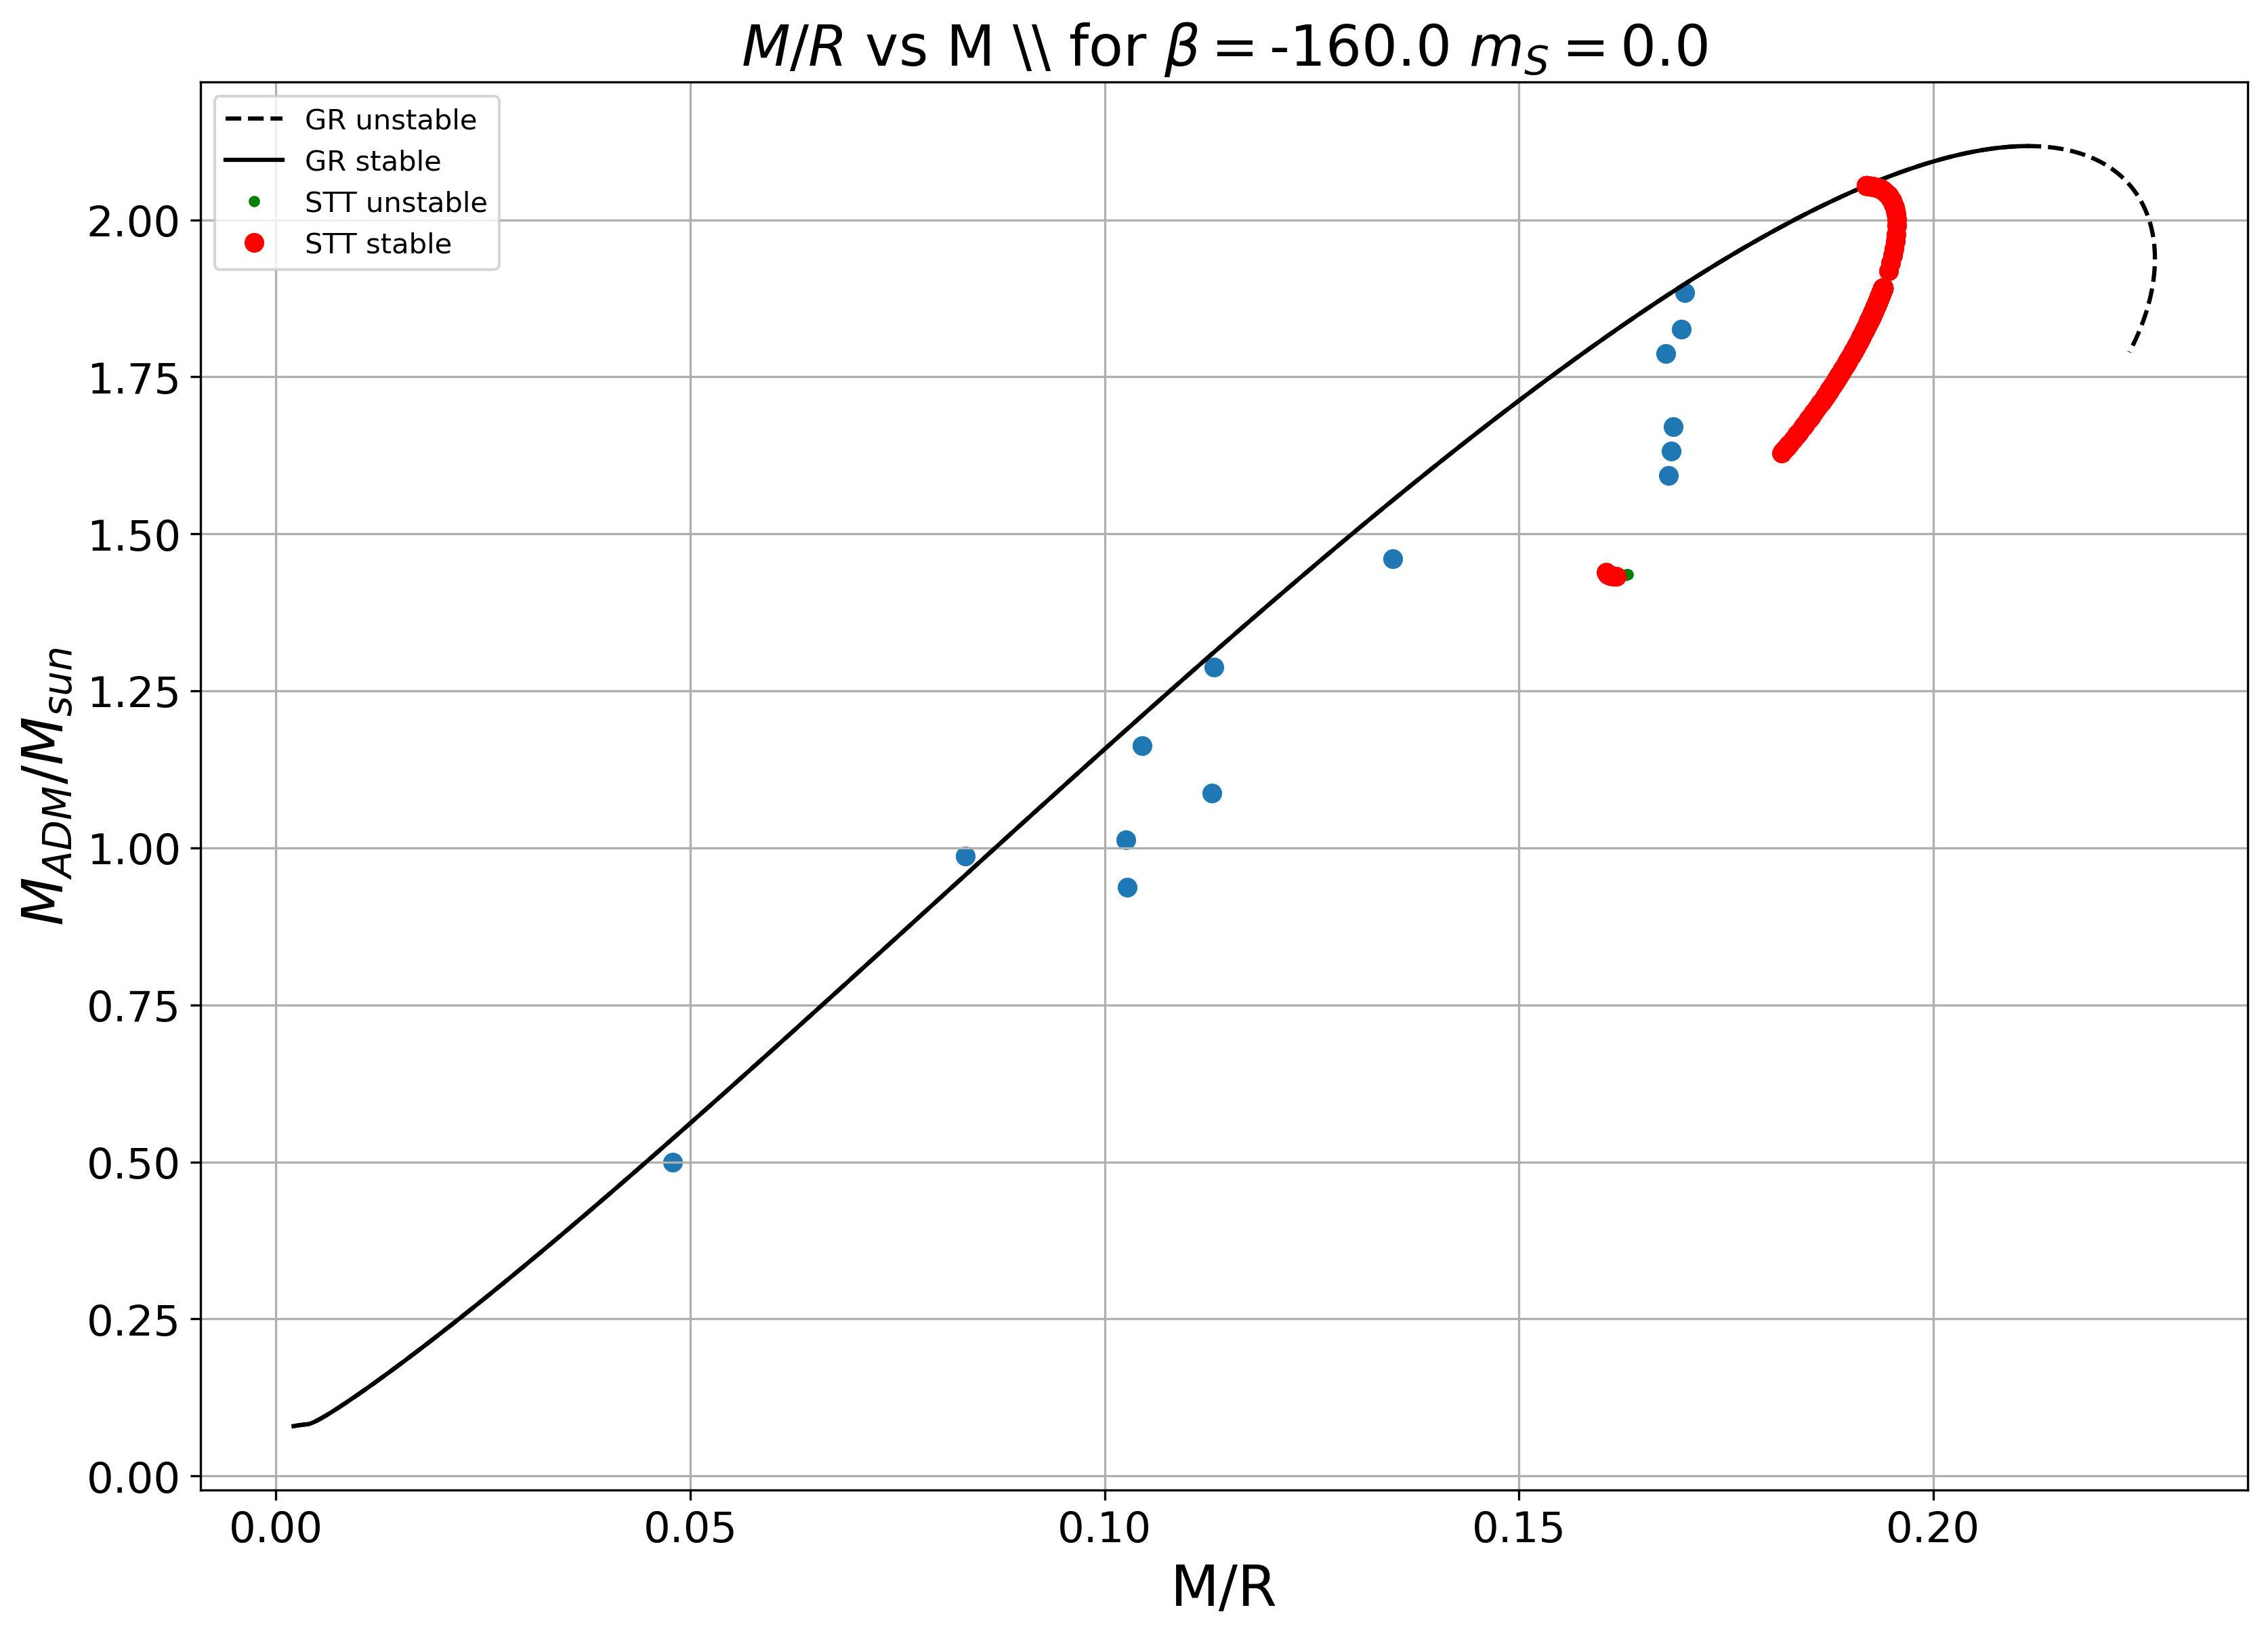 M/R vs M \\ for β = -160.0 m_S = 0.0
GR unstable
GR stable
STT unstable
STT stable
M_ADM/M_sun
2.00
1.75
1.50
1.25
1.00
0.75
0.50
0.25
0.00
0.00 0.05 0.10 0.15 0.20
M/R